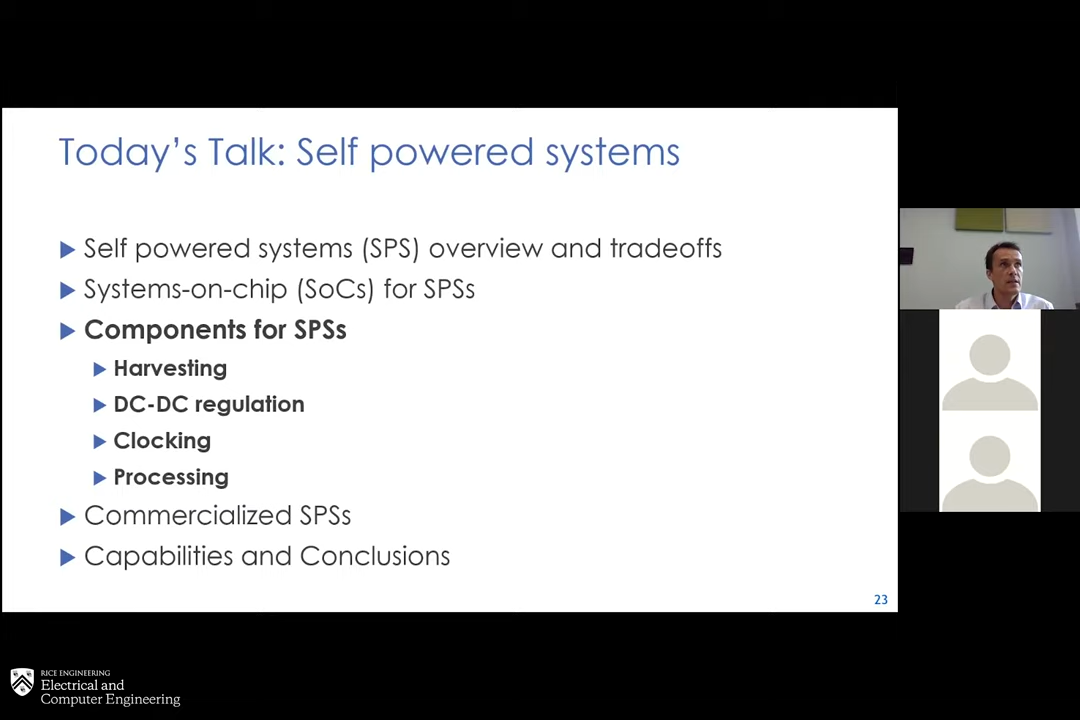 Today's Talk: Self powered systems
Self powered systems (SPS) overview and tradeoffs
Systems-on-chip (SoCs) for SPSs
Components for SPSs
Harvesting
DC-DC regulation
Clocking
Processing
Commercialized SPSs
Capabilities and Conclusions
23
RICE ENGINEERING
Electrical and
Computer Engineering